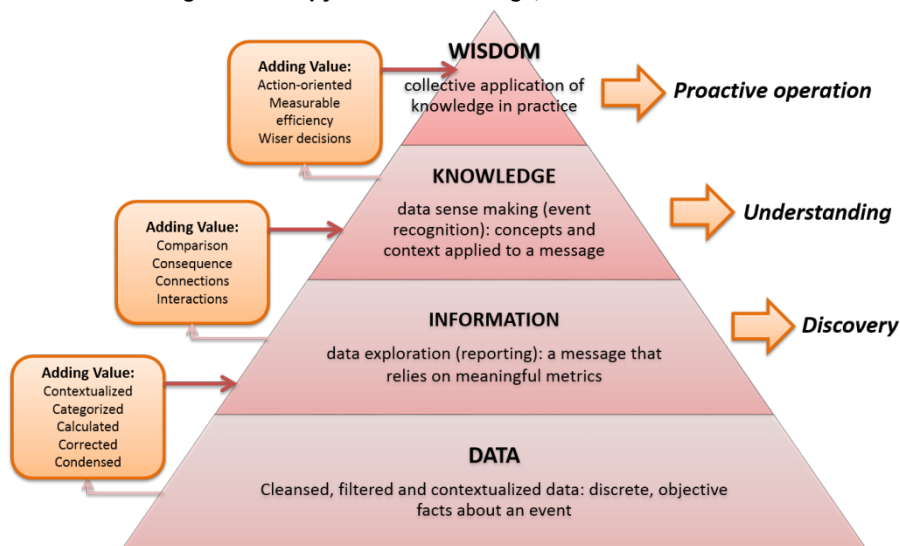 WISDOM
collective application of
knowledge in practice
Adding Value:
Action-oriented
Measurable
efficiency
Wiser decisions
Proactive operation
KNOWLEDGE
data sense making (event
recognition): concepts and
context applied to a message
Adding Value:
Comparison
Consequence
Connections
Interactions
Understanding
INFORMATION
data exploration (reporting): a message that
relies on meaningful metrics
Discovery
Adding Value:
Contextualized
Categorized
Calculated
Corrected
Condensed
DATA
Cleansed, filtered and contextualized data: discrete, objective
facts about an event